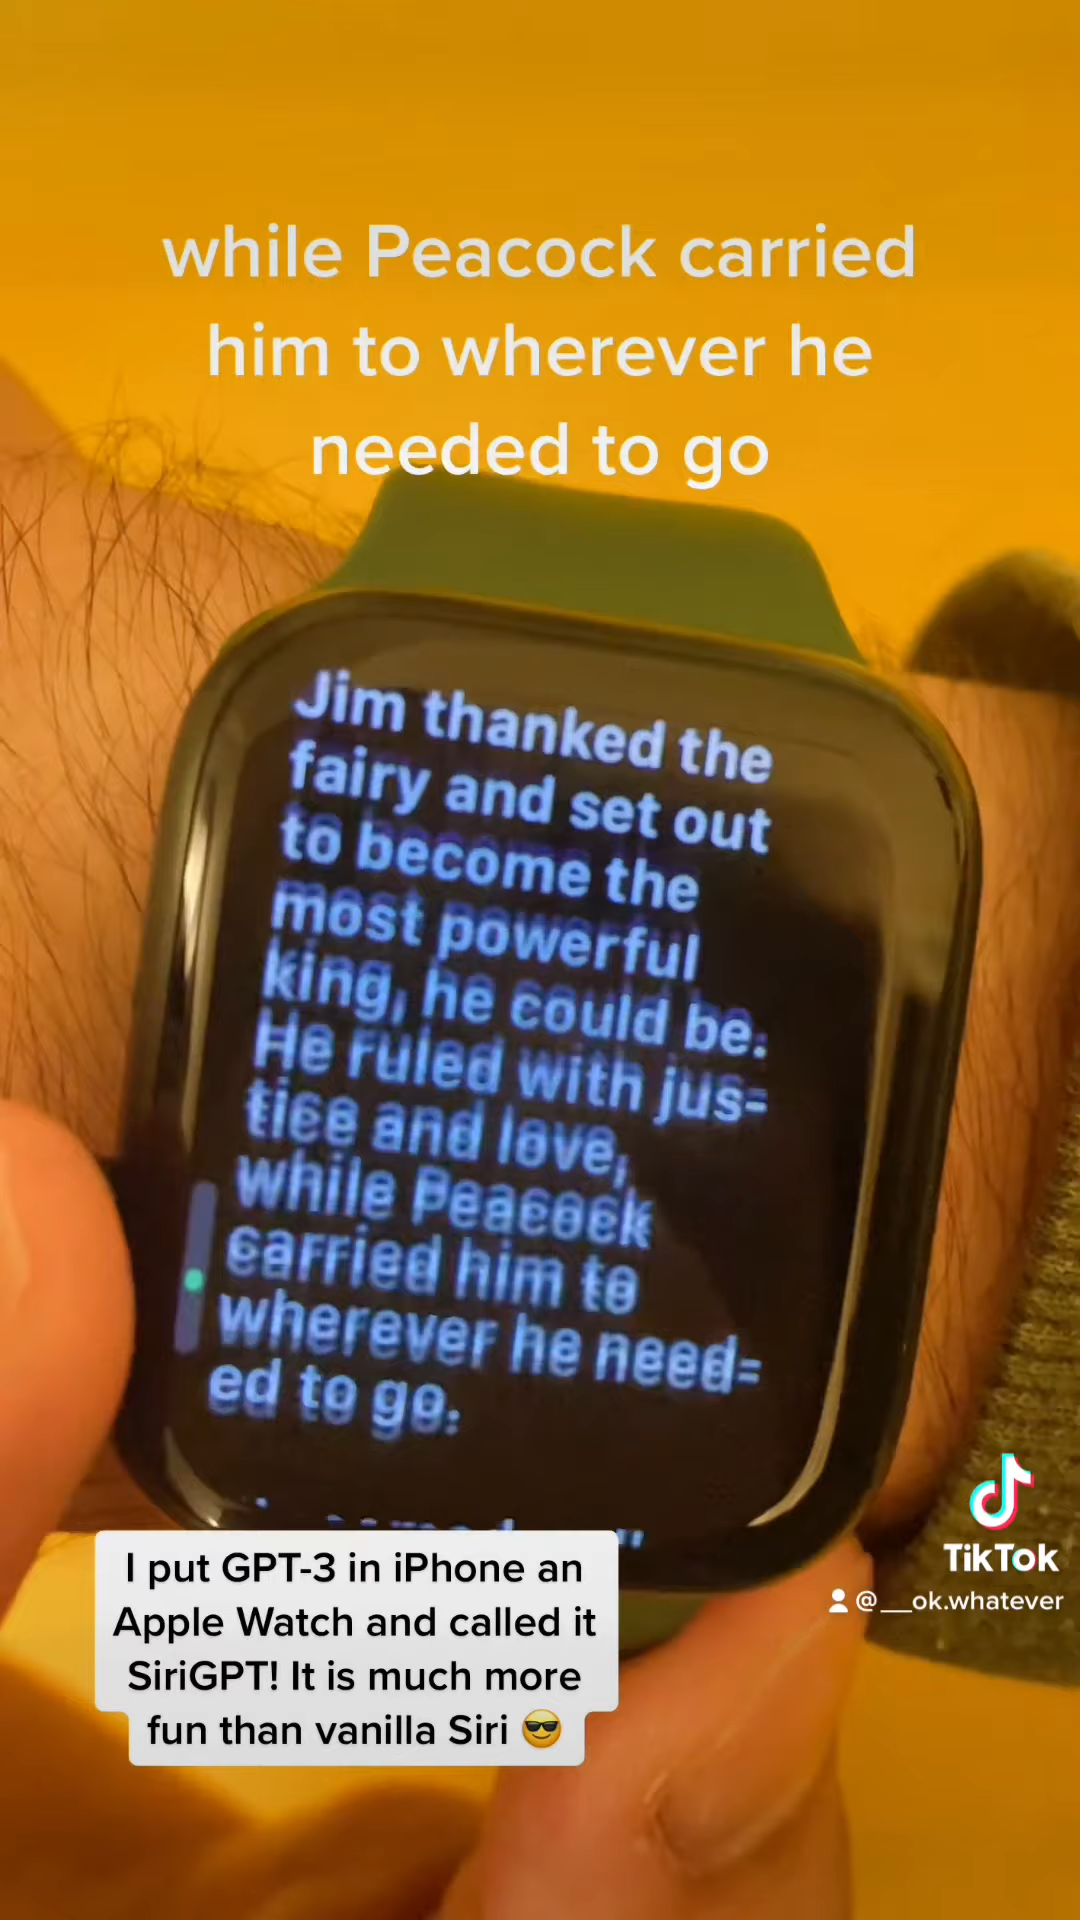 while Peacock carried
him to wherever he
needed to go
Jim thanked the
fairy and set out
to become the
most powerful
king, he could be.
He ruled with jus-
tice and love,
while Peacock
carried him to
wherever he need-
ed to go.
I put GPT-3 in iPhone an
Apple Watch and called it
SiriGPT! It is much more
fun than vanilla Siri 😎
TikTok
@__ok.whatever